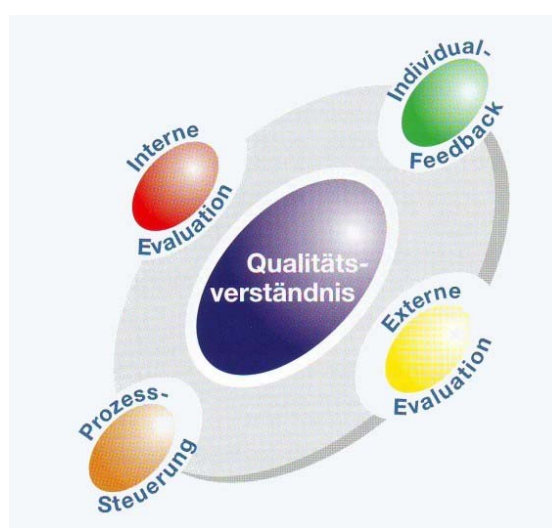 Individual-
Feedback
Interne
Evaluation
Qualitäts-
verständnis
Externe
Evaluation
Prozess-
Steuerung